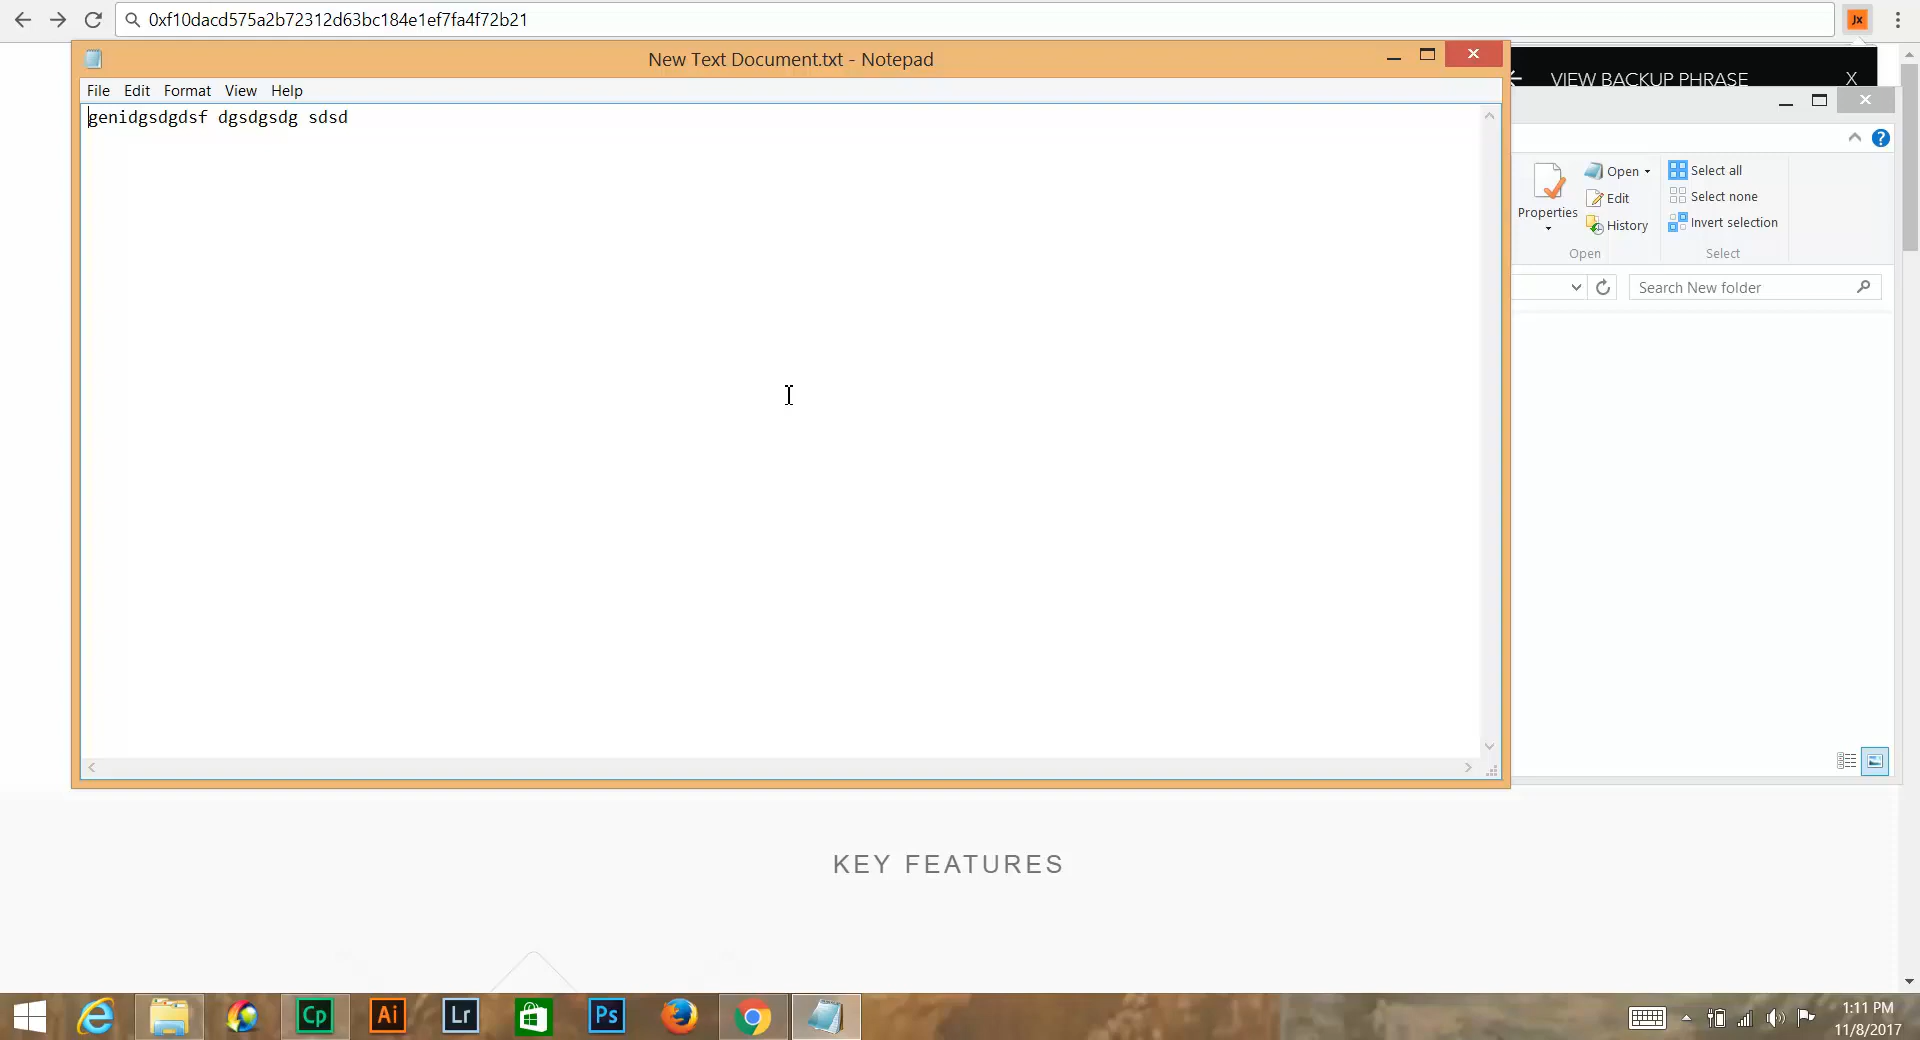 0xf10dacd575a2b72312d63bc184e1ef7fa4f72b21
Jx
New Text Document.txt - Notepad
VIEW BACKUP PHRASE X
File Edit Format View Help
genidgsdgdsf dgsdgsdg sdsd
Properties
Open
Edit
History
Open
Select all
Select none
Invert selection
Select
Search New folder
KEY FEATURES
Cp
Ai
Lr
Ps
1:11 PM
11/8/2017